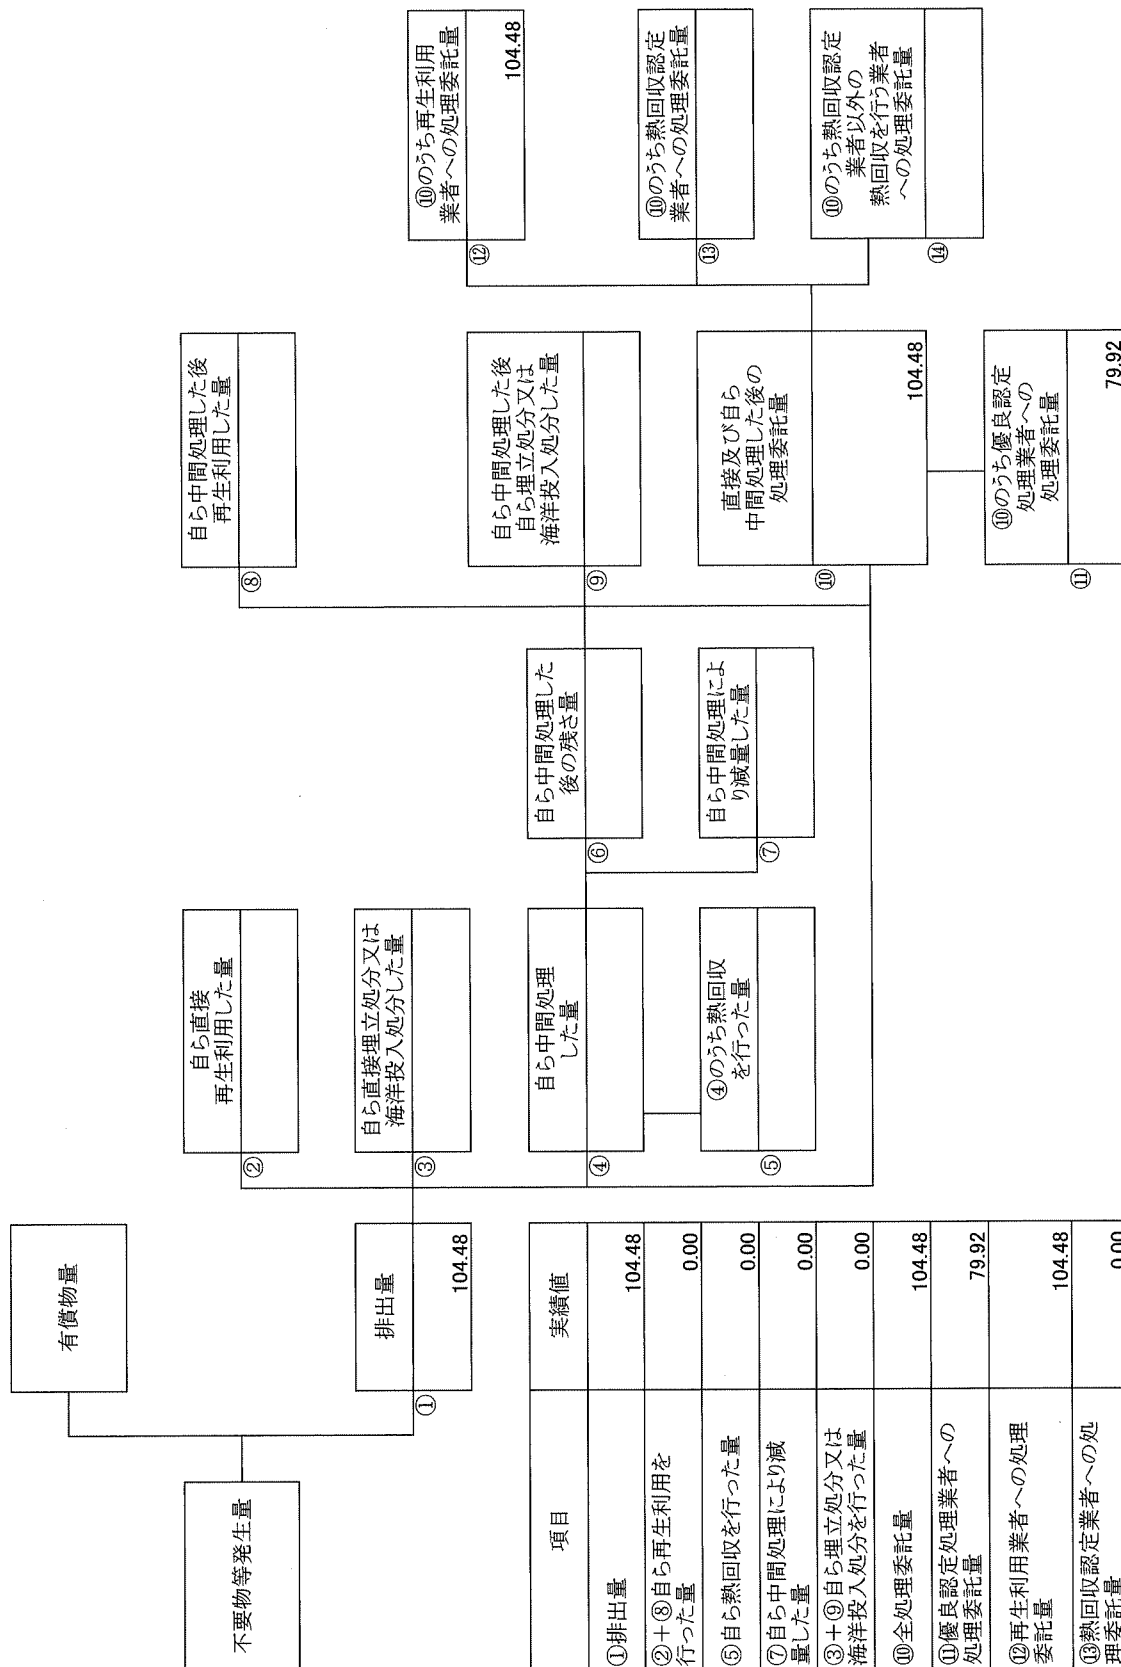 不要物等発生量
有償物量
排出量
①
104.48
自ら直接
再生利用した量
②
自ら直接埋立処分又は
海洋投入処分した量
③
自ら中間処理
した量
④
④のうち熱回収
を行った量
⑤
自ら中間処理した
後の残さ量
⑥
自ら中間処理によ
り減量した量
⑦
自ら中間処理した後
再生利用した量
⑧
自ら中間処理した後
自ら埋立処分又は
海洋投入処分した量
⑨
直接及び自ら
中間処理した後の
処理委託量
⑩
104.48
⑩のうち優良認定
処理業者への
処理委託量
⑪
79.92
⑩のうち再生利用
業者への処理委託量
⑫
104.48
⑩のうち熱回収認定
業者への処理委託量
⑬
⑩のうち熱回収認定
業者以外の
熱回収を行う業者
への処理委託量
⑭
項目
実績値
①排出量
104.48
②+⑧自ら再生利用を
行った量
0.00
⑤自ら熱回収を行った量
0.00
⑦自ら中間処理により減
量した量
0.00
③+⑨自ら埋立処分又は
海洋投入処分を行った量
0.00
⑩全処理委託量
104.48
⑪優良認定処理業者への
処理委託量
79.92
⑫再生利用業者への処理
委託量
104.48
⑬熱回収認定業者への処
理委託量
0.00